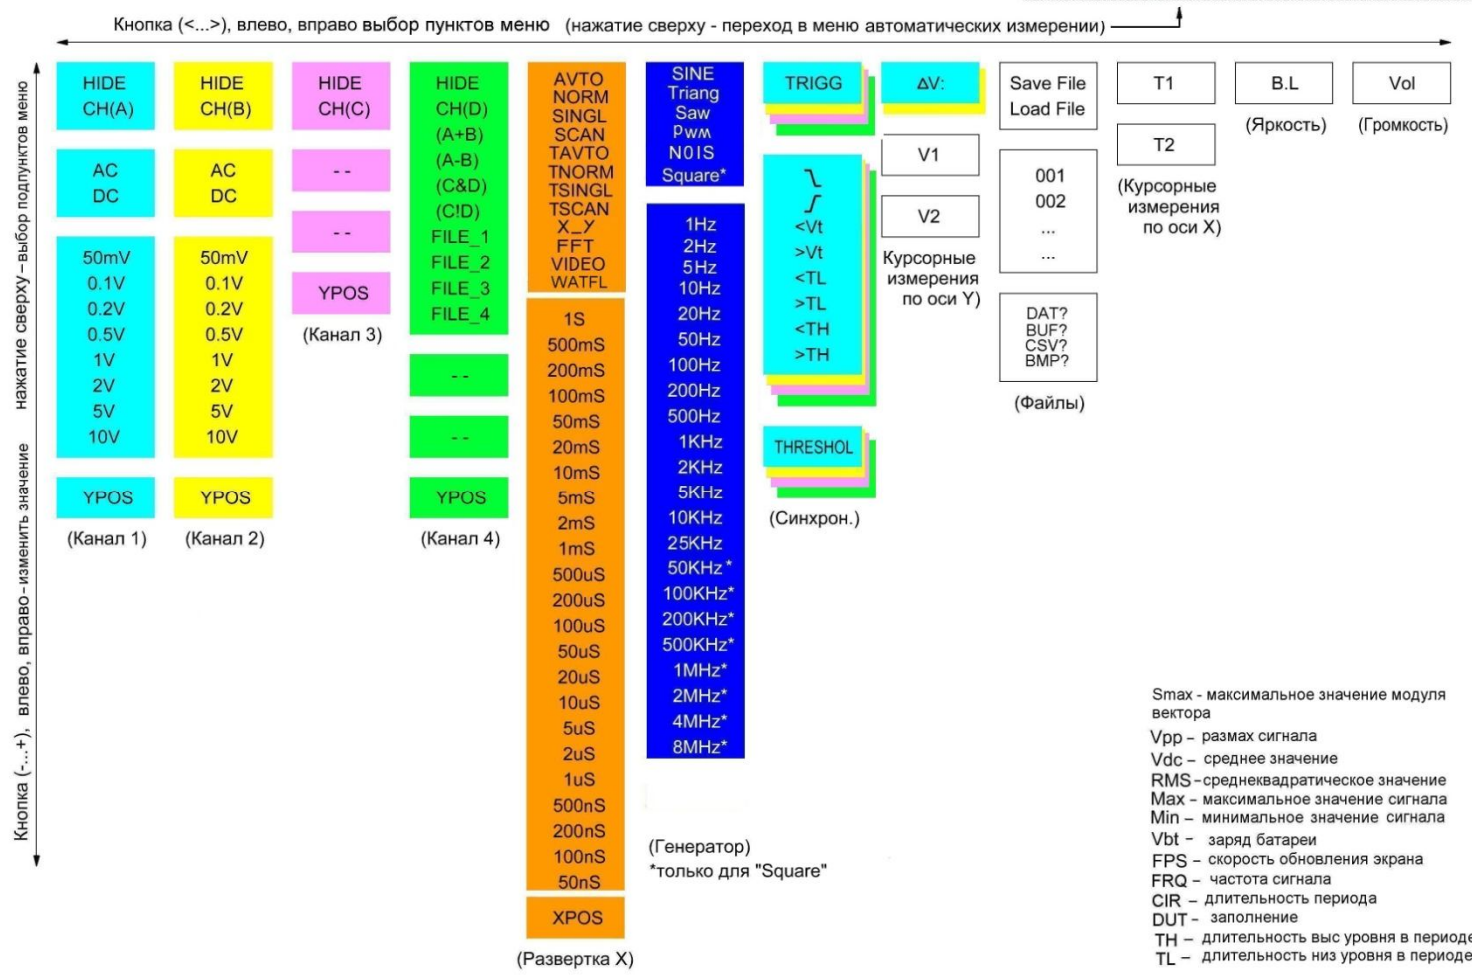 Кнопка (<...>), влево, вправо выбор пунктов меню (нажатие сверху - переход в меню автоматических измерении)
Кнопка (-...+), влево, вправо-изменить значение нажатие сверху-выбор подпунктов меню
HIDE
CH(A)
AC
DC
50mV
0.1V
0.2V
0.5V
1V
2V
5V
10V
YPOS
(Канал 1)
HIDE
CH(B)
AC
DC
50mV
0.1V
0.2V
0.5V
1V
2V
5V
10V
YPOS
(Канал 2)
HIDE
CH(C)
- -
- -
YPOS
(Канал 3)
HIDE
CH(D)
(A+B)
(A-B)
(C&D)
(C!D)
FILE_1
FILE_2
FILE_3
FILE_4
- -
- -
YPOS
(Канал 4)
AVTO
NORM
SINGL
SCAN
TAVTO
TNORM
TSINGL
TSCAN
X_Y
FFT
VIDEO
WATFL
1S
500mS
200mS
100mS
50mS
20mS
10mS
5mS
2mS
1mS
500uS
200uS
100uS
50uS
20uS
10uS
5uS
2uS
1uS
500nS
200nS
100nS
50nS
XPOS
(Развертка X)
SINE
Triang
Saw
Pwm
N0IS
Square*
1Hz
2Hz
5Hz
10Hz
20Hz
50Hz
100Hz
200Hz
500Hz
1KHz
2KHz
5KHz
10KHz
25KHz
50KHz*
100KHz*
200KHz*
500KHz*
1MHz*
2MHz*
4MHz*
8MHz*
(Генератор)
*только для "Square"
TRIGG
<Vt
>Vt
<TL
>TL
<TH
>TH
THRESHOL
(Синхрон.)
ΔV:
V1
V2
Курсорные
измерения
по оси Y)
Save File
Load File
001
002
...
...
DAT?
BUF?
CSV?
BMP?
(Файлы)
T1
T2
(Курсорные
измерения
по оси X)
B.L
(Яркость)
Vol
(Громкость)
Smax - максимальное значение модуля
вектора
Vpp – размах сигнала
Vdc – среднее значение
RMS–среднеквадратическое значение
Max – максимальное значение сигнала
Min – минимальное значение сигнала
Vbt – заряд батареи
FPS – скорость обновления экрана
FRQ – частота сигнала
CIR – длительность периода
DUT – заполнение
TH – длительность выс уровня в периоде
TL – длительность низ уровня в периоде